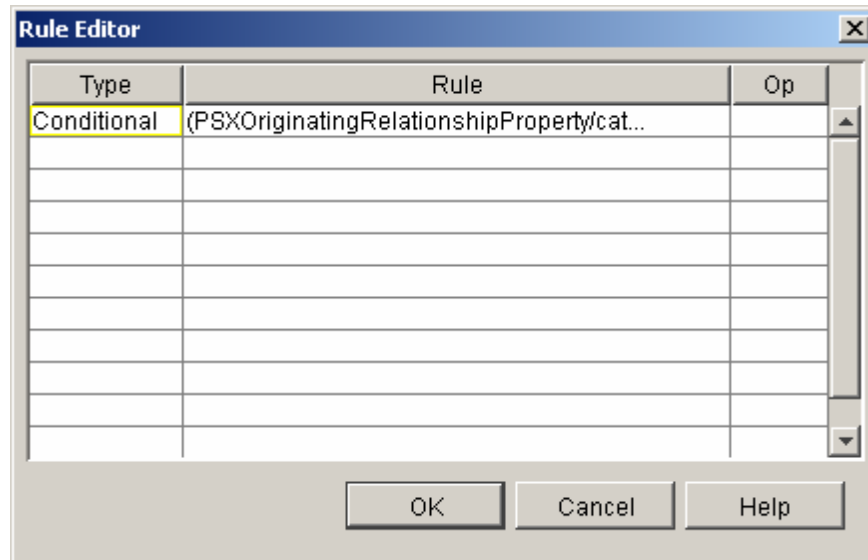 Rule Editor
Type Rule Op
Conditional (PSXOriginatingRelationshipProperty/cat...
OK Cancel Help